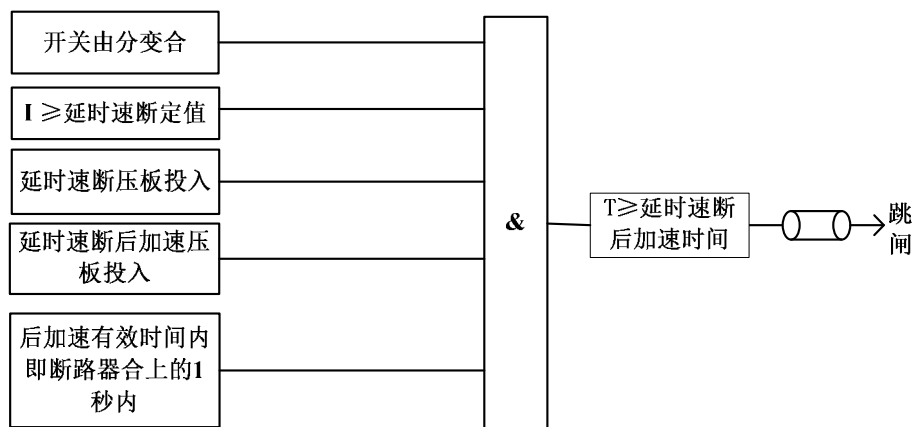 开关由分变合
I ≥延时速断定值
延时速断压板投入
延时速断后加速压
板投入
后加速有效时间内
即断路器合上的1
秒内
&
T≥延时速断
后加速时间
跳
闸